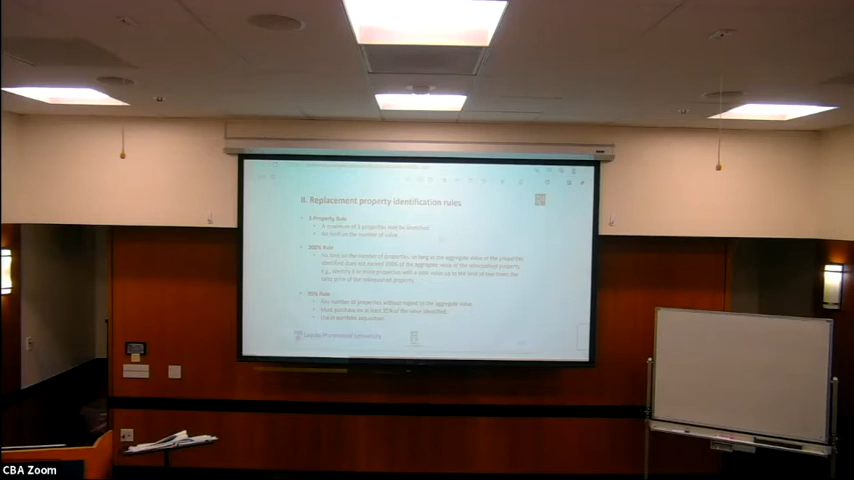 II. Replacement property identification rules
3 Property Rule
A maximum of 3 properties may be identified.
No limit on the number of value.
200% Rule
No limit on the number of properties, so long as the aggregate value of the properties
identified does not exceed 200% of the aggregate value of the relinquished property.
E.g., identify 3 or more properties with a total value up to the limit of two times the
sales price of the relinquished property.
95% Rule
Any number of properties without regard to the aggregate value.
Must purchase at least 95% of the value identified.
Use in portfolio acquisition.
Loyola Marymount University
CBA Zoom